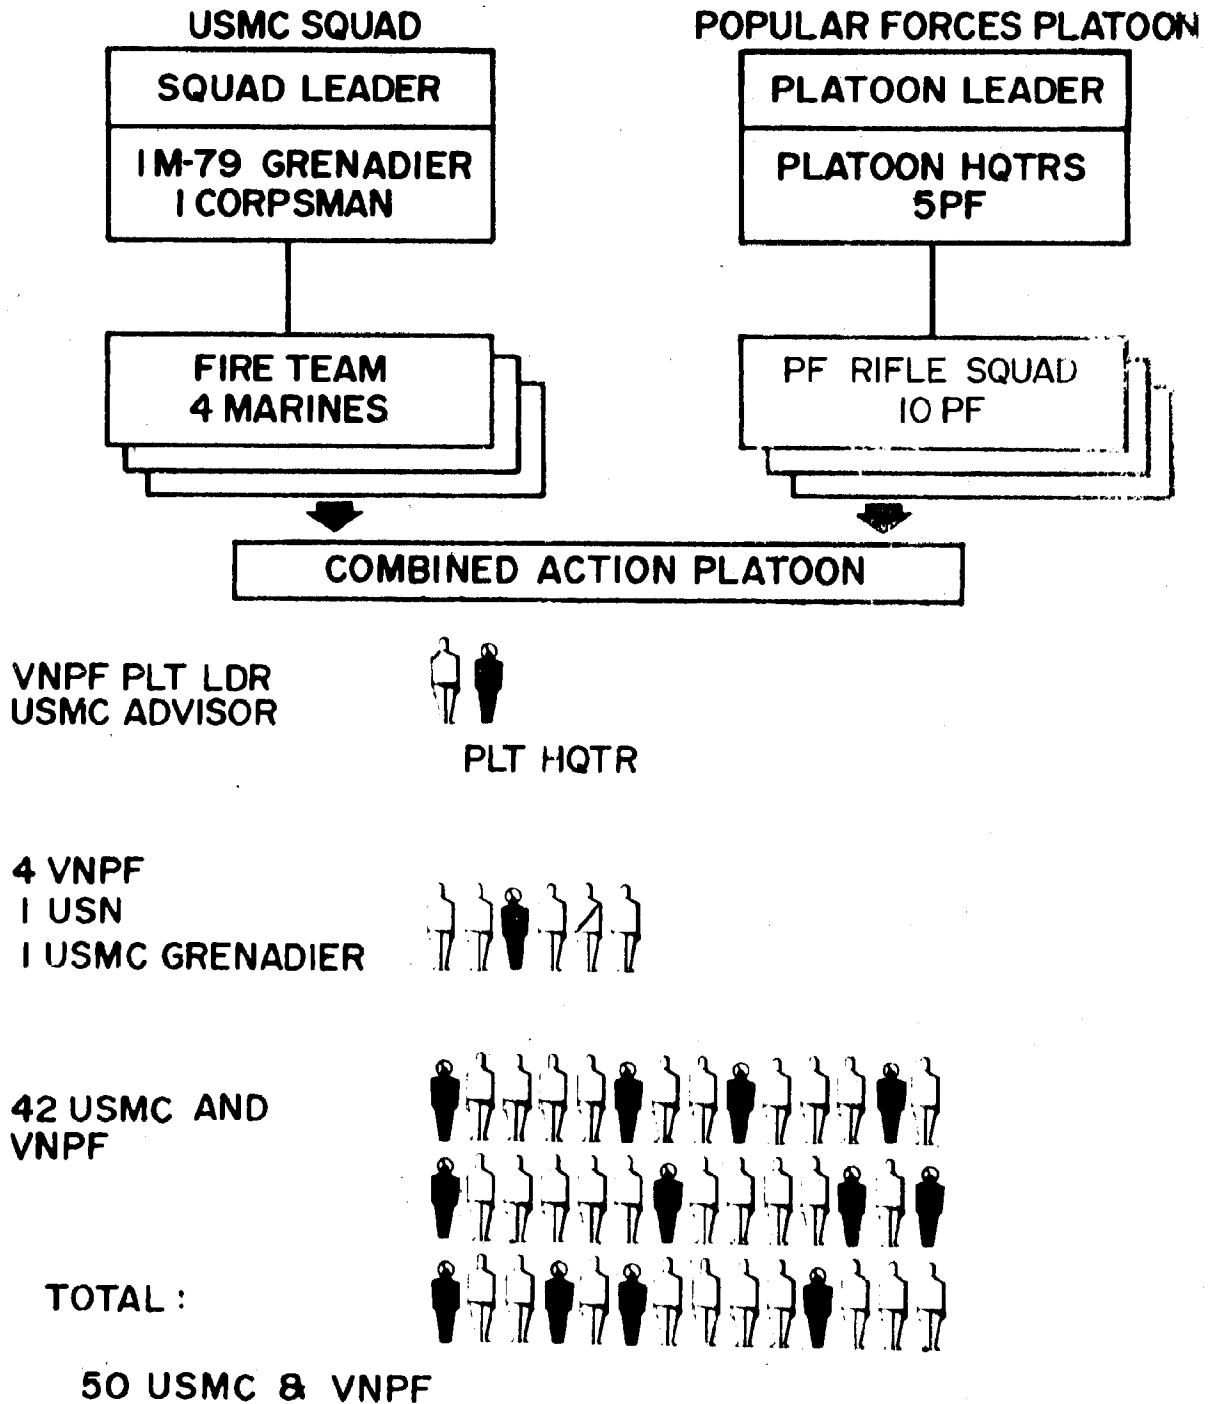 USMC SQUAD
SQUAD LEADER
1 M-79 GRENADIER
1 CORPSMAN
FIRE TEAM
4 MARINES
POPULAR FORCES PLATOON
PLATOON LEADER
PLATOON HQTRS
5 PF
PF RIFLE SQUAD
10 PF
COMBINED ACTION PLATOON
VNPF PLT LDR
USMC ADVISOR
PLT HQTR
4 VNPF
1 USN
1 USMC GRENADIER
42 USMC AND
VNPF
TOTAL :
50 USMC & VNPF